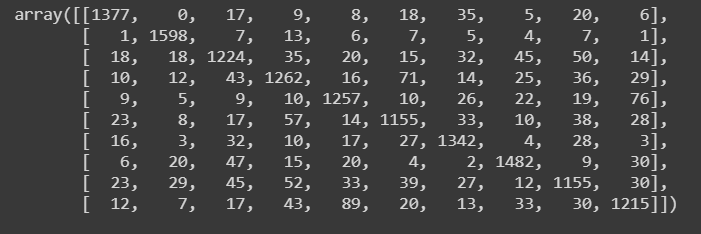 array([[1377, 0, 17, 9, 8, 18, 35, 5, 20, 6],
[ 1, 1598, 7, 13, 6, 7, 5, 4, 7, 1],
[ 18, 18, 1224, 35, 20, 15, 32, 45, 50, 14],
[ 10, 12, 43, 1262, 16, 71, 14, 25, 36, 29],
[ 9, 5, 9, 10, 1257, 10, 26, 22, 19, 76],
[ 23, 8, 17, 57, 14, 1155, 33, 10, 38, 28],
[ 16, 3, 32, 10, 17, 27, 1342, 4, 28, 3],
[ 6, 20, 47, 15, 20, 4, 2, 1482, 9, 30],
[ 23, 29, 45, 52, 33, 39, 27, 12, 1155, 30],
[ 12, 7, 17, 43, 89, 20, 13, 33, 30, 1215]])